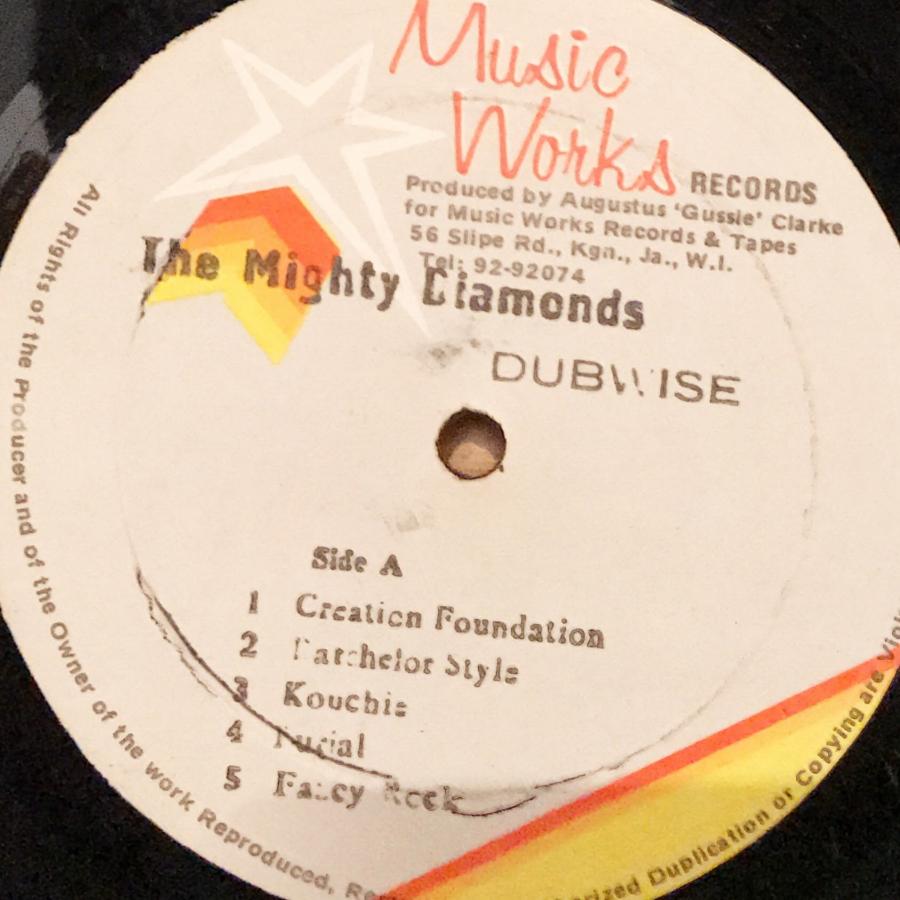 Music
Works RECORDS
Produced by Augustus 'Gussie' Clarke
for Music Works Records & Tapes
56 Slipe Rd., Kgn., Ja., W.I.
Tel: 92-92074
The Mighty Diamonds
DUBWISE
Side A
1 Creation Foundation
2 Batchelor Style
3 Kouchie
4 Burial
5 Fancy
All Rights of the Producer and of the Owner of the work Reproduced,
Duplication or Copying are